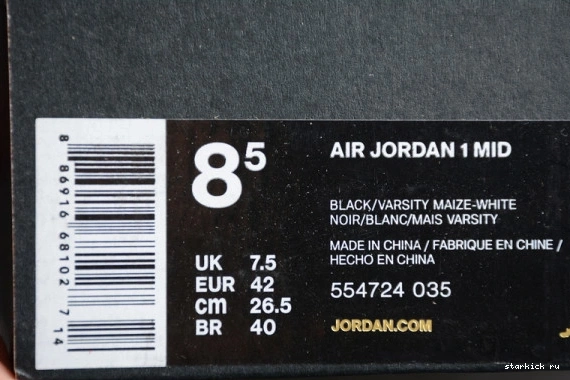 8 86916 68102 7 14
8⁵
AIR JORDAN 1 MID
BLACK/VARSITY MAIZE-WHITE
NOIR/BLANC/MAIS VARSITY
MADE IN CHINA / FABRIQUE EN CHINE /
HECHO EN CHINA
554724 035
JORDAN.COM
UK 7.5
EUR 42
cm 26.5
BR 40
starkick ru